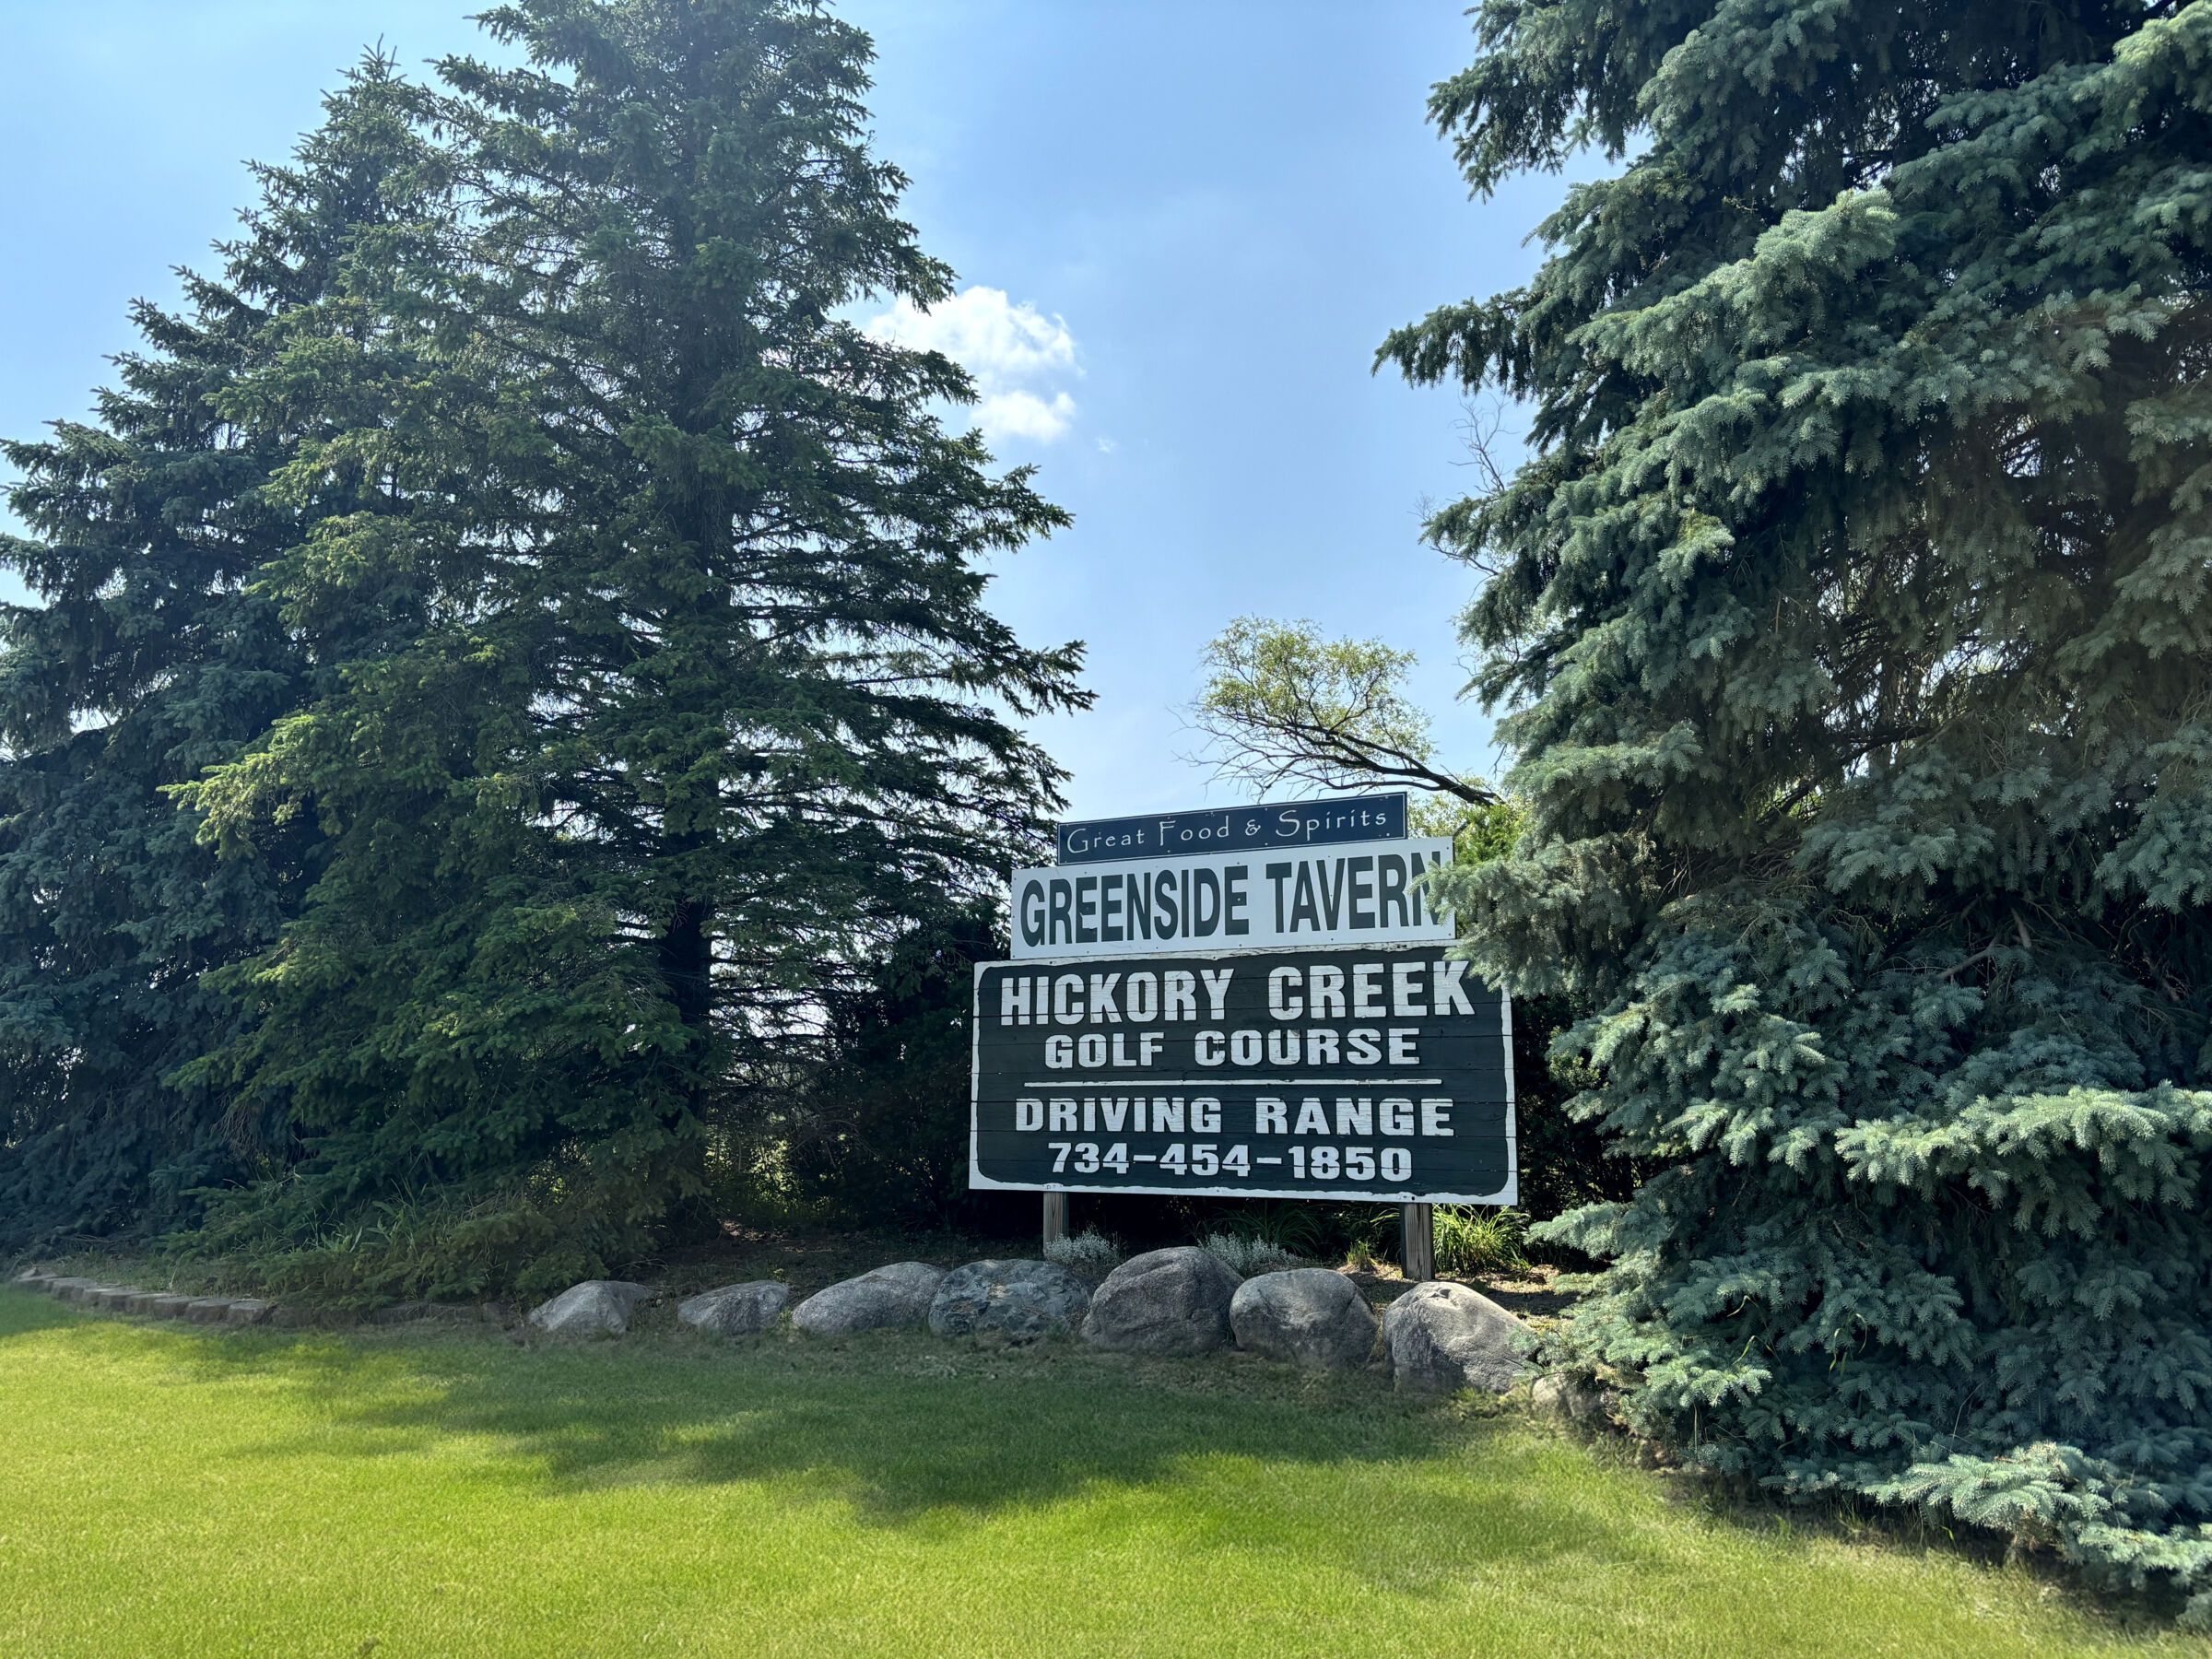 Great Food & Spirits
GREENSIDE TAVERN
HICKORY CREEK
GOLF COURSE
DRIVING RANGE
734-454-1850